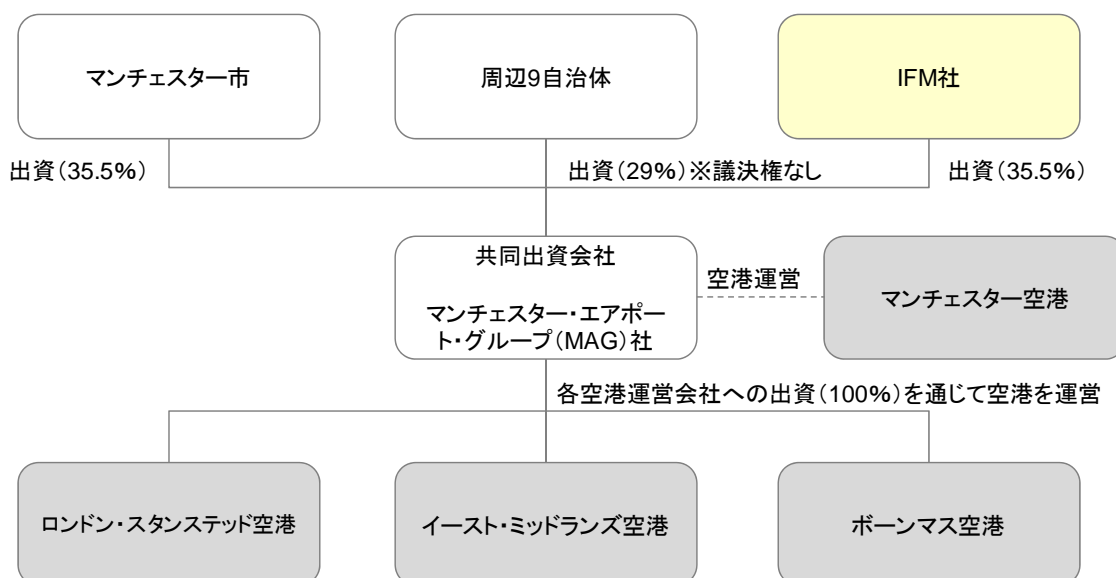 マンチェスター市
周辺9自治体
IFM社
出資(35.5%)
出資(29%)※議決権なし
出資(35.5%)
共同出資会社
マンチェスター・エアポー
ト・グループ(MAG)社
空港運営
マンチェスター空港
各空港運営会社への出資(100%)を通じて空港を運営
ロンドン・スタンステッド空港
イースト・ミッドランズ空港
ボーンマス空港